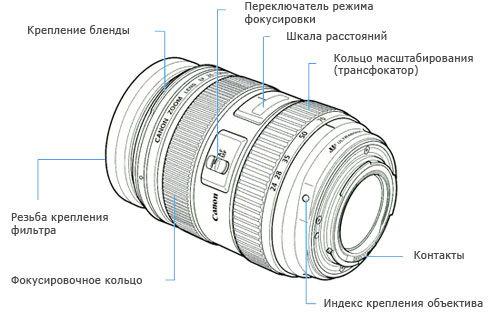 Переключатель режима
фокусировки
Крепление бленды
Шкала расстояний
Кольцо масштабирования
(трансфокатор)
CANON ZOOM LENS
AF
MF
24 28 35 50 70
Canon
Резьба крепления
фильтра
Фокусировочное кольцо
Контакты
Индекс крепления объектива